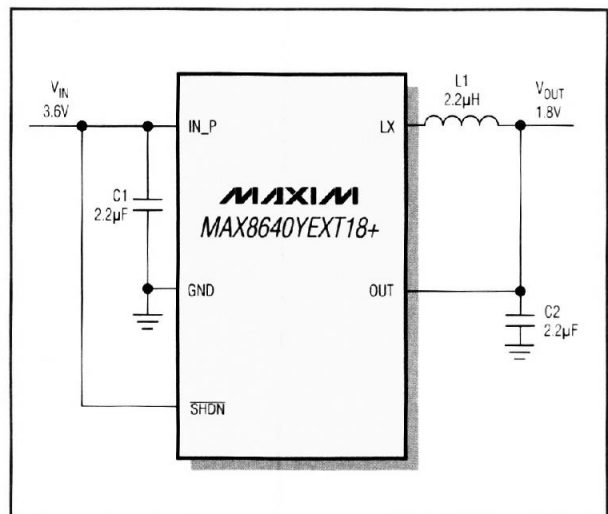 V_IN
3.6V
C1
2.2µF
IN_P
GND
SHDN
MAXIM
MAX8640YEXT18+
LX
OUT
L1
2.2µH
V_OUT
1.8V
C2
2.2µF